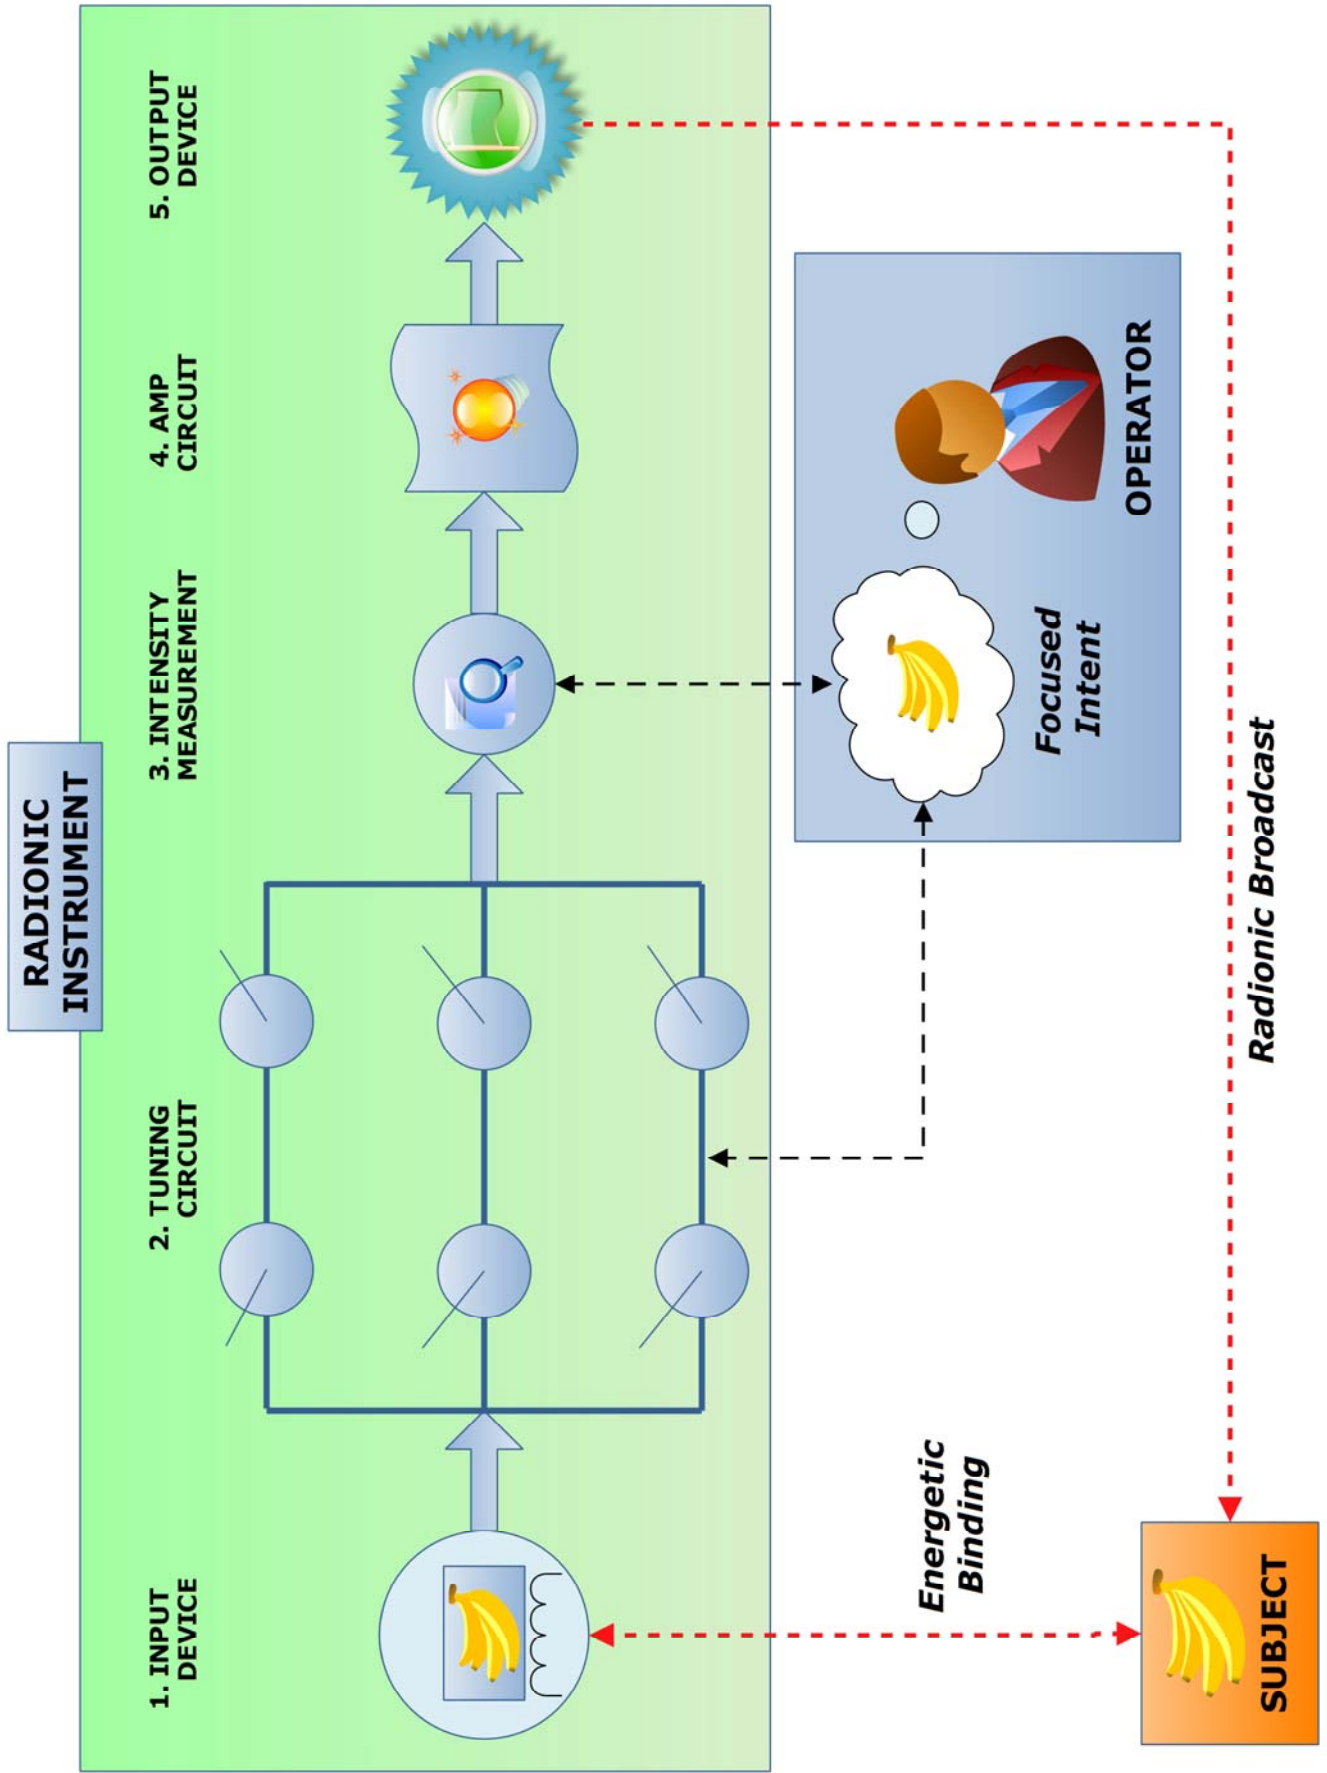 RADIONIC
INSTRUMENT
1. INPUT
DEVICE
2. TUNING
CIRCUIT
3. INTENSITY
MEASUREMENT
4. AMP
CIRCUIT
5. OUTPUT
DEVICE
Energetic
Binding
Focused
Intent
OPERATOR
SUBJECT
Radionic Broadcast